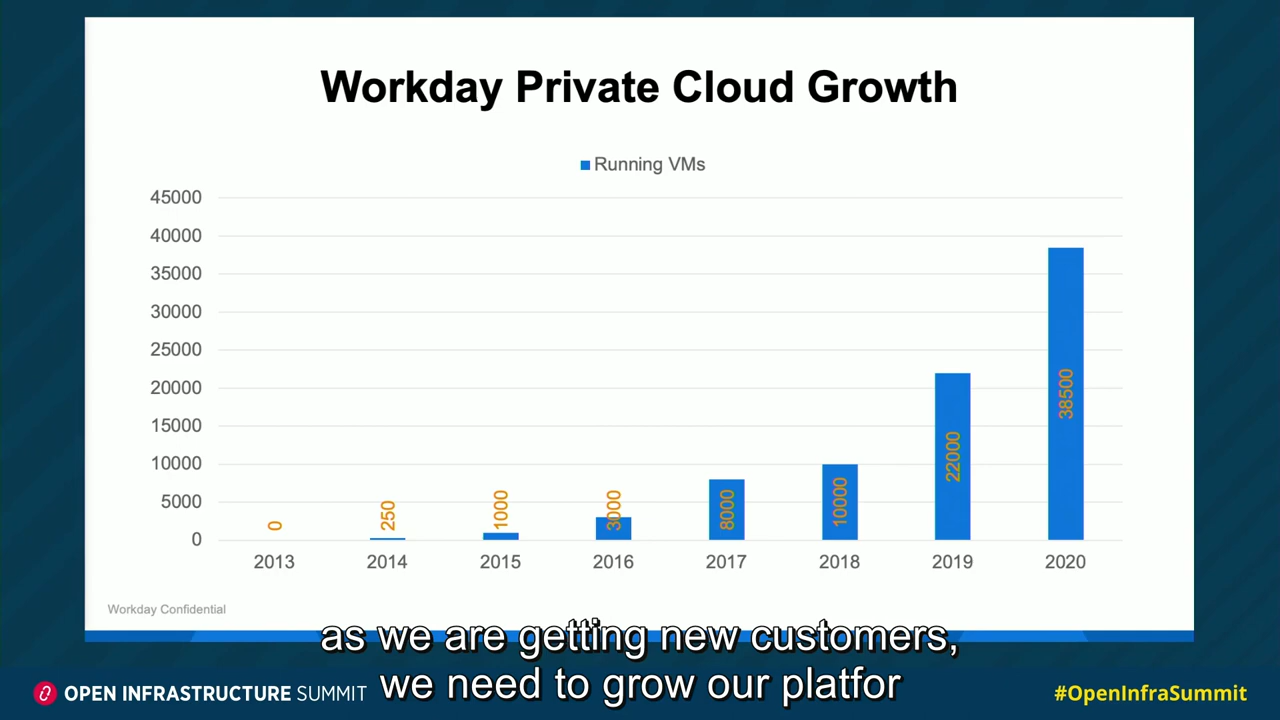 Workday Private Cloud Growth
Running VMs
45000
40000
35000
30000
25000
20000
15000
10000
5000
0
0
250
1000
3000
8000
10000
22000
38500
2013 2014 2015 2016 2017 2018 2019 2020
Workday Confidential
as we are getting new customers,
we need to grow our platfor
OPEN INFRASTRUCTURE SUMMIT
#OpenInfraSummit